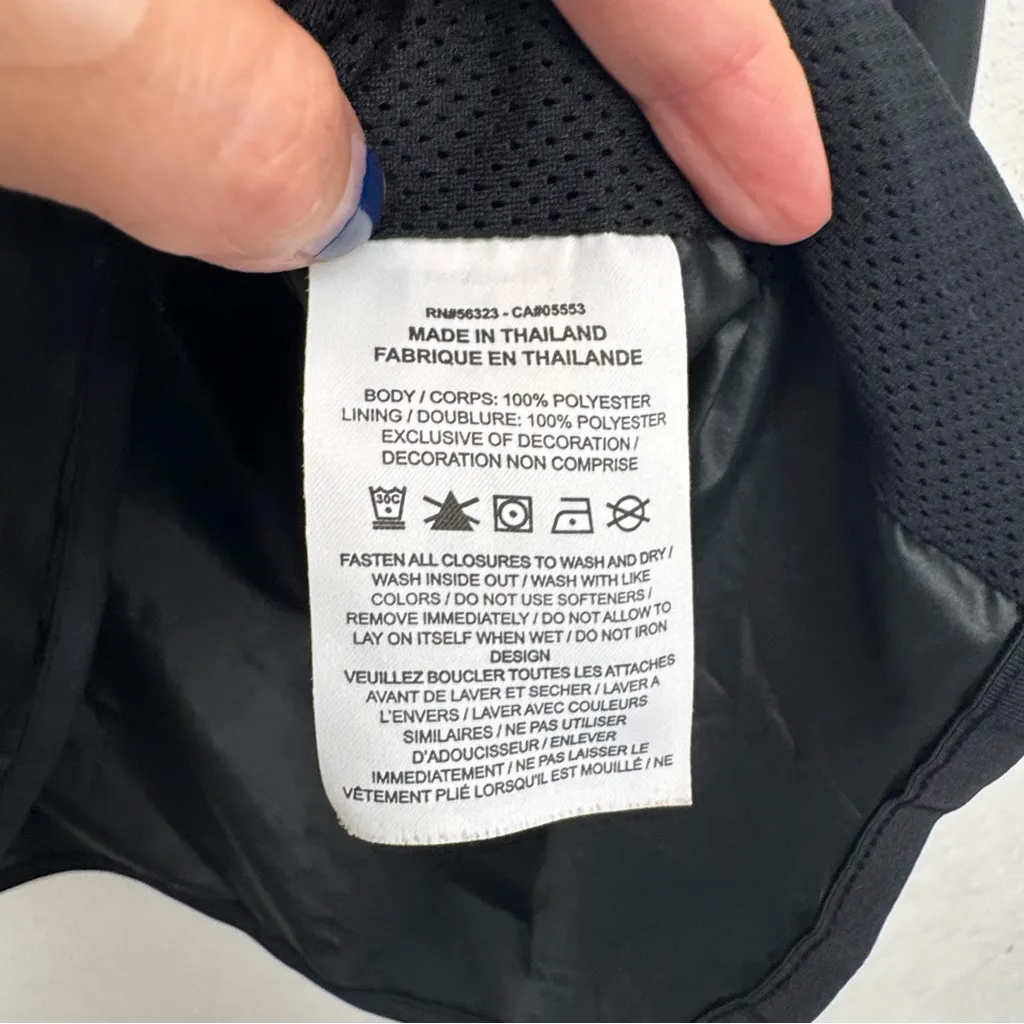 RN#56323 - CA#05553
MADE IN THAILAND
FABRIQUE EN THAILANDE
BODY / CORPS: 100% POLYESTER
LINING / DOUBLURE: 100% POLYESTER
EXCLUSIVE OF DECORATION /
DECORATION NON COMPRISE
30C
FASTEN ALL CLOSURES TO WASH AND DRY /
WASH INSIDE OUT / WASH WITH LIKE
COLORS / DO NOT USE SOFTENERS /
REMOVE IMMEDIATELY / DO NOT ALLOW TO
LAY ON ITSELF WHEN WET / DO NOT IRON
DESIGN
VEUILLEZ BOUCLER TOUTES LES ATTACHES
AVANT DE LAVER ET SECHER / LAVER A
L'ENVERS / LAVER AVEC COULEURS
SIMILAIRES / NE PAS UTILISER
D'ADOUCISSEUR / ENLEVER
IMMEDIATEMENT / NE PAS LAISSER LE
VÊTEMENT PLIÉ LORSQU'IL EST MOUILLÉ / NE